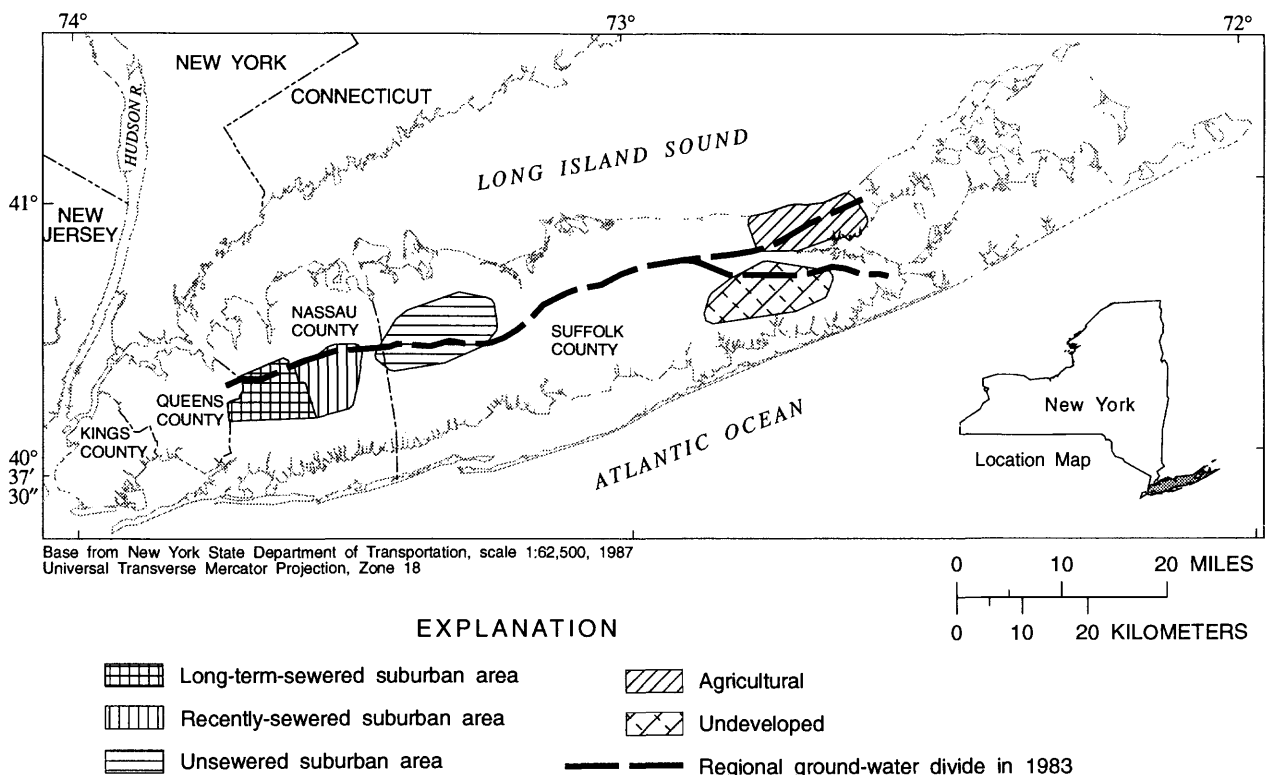 74°
73°
72°
NEW YORK
CONNECTICUT
HUDSON R.
LONG ISLAND SOUND
41°
NEW
JERSEY
NASSAU
COUNTY
SUFFOLK
COUNTY
QUEENS
COUNTY
KINGS
COUNTY
ATLANTIC OCEAN
New York
Location Map
40°
37'
30"
Base from New York State Department of Transportation, scale 1:62,500, 1987
Universal Transverse Mercator Projection, Zone 18
0 10 20 MILES
0 10 20 KILOMETERS
EXPLANATION
Long-term-sewered suburban area
Recently-sewered suburban area
Unsewered suburban area
Agricultural
Undeveloped
Regional ground-water divide in 1983